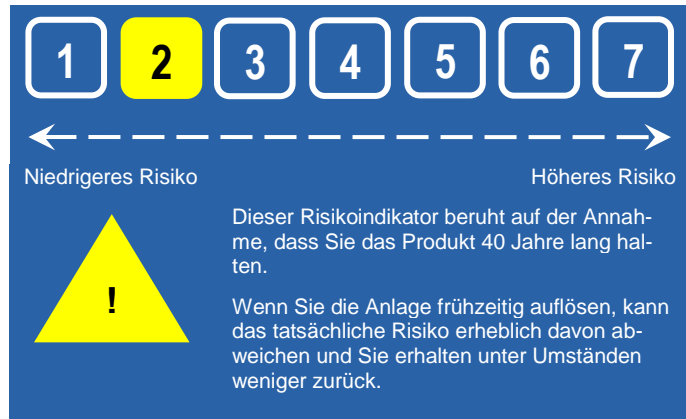 1 2 3 4 5 6 7
Niedrigeres Risiko Höheres Risiko
Dieser Risikoindikator beruht auf der Annah-
me, dass Sie das Produkt 40 Jahre lang hal-
ten.
!
Wenn Sie die Anlage frühzeitig auflösen, kann
das tatsächliche Risiko erheblich davon ab-
weichen und Sie erhalten unter Umständen
weniger zurück.